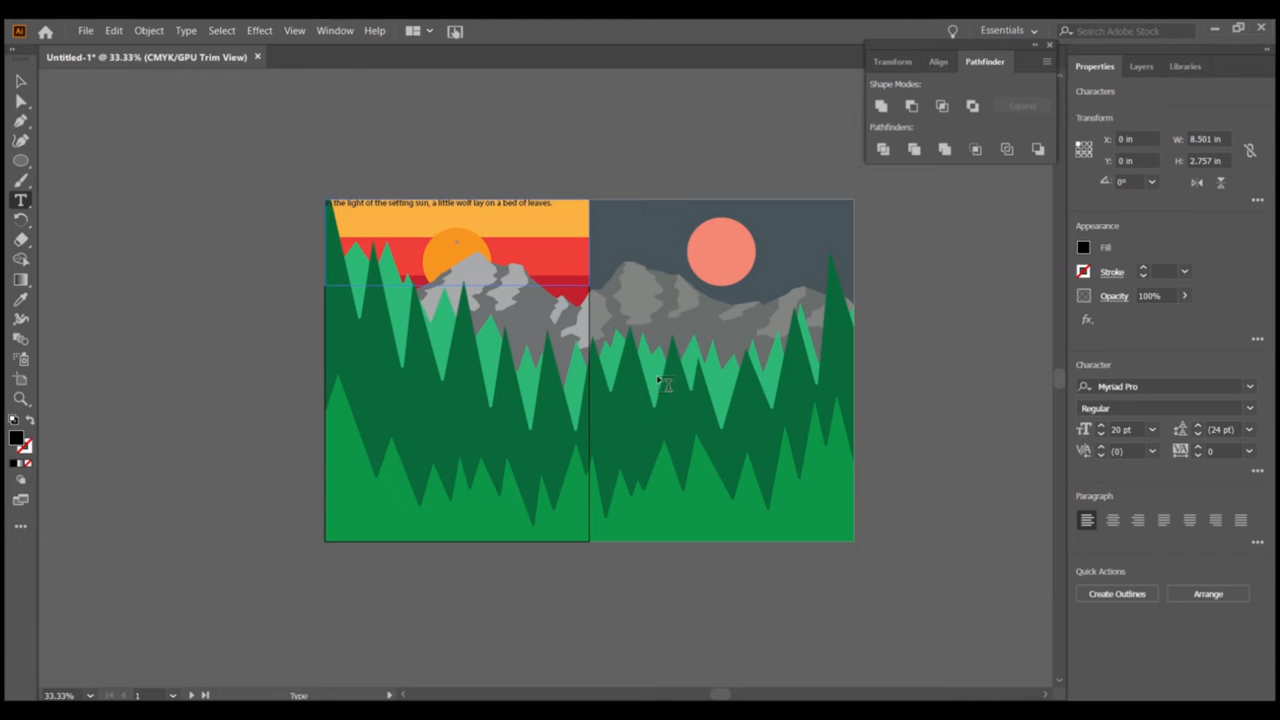 Ai
File
Edit
Object
Type
Select
Effect
View
Window
Help
Essentials
Search Adobe Stock
Untitled-1* @ 33.33% (CMYK/GPU Trim View)
Transform
Align
Pathfinder
Shape Modes:
Expand
Pathfinders:
Properties
Layers
Libraries
Characters
Transform
X:
0 in
W:
8.501 in
Y:
0 in
H:
2.757 in
0°
Appearance
Fill
Stroke
Opacity
100%
fx.
Character
Myriad Pro
Regular
20 pt
(24 pt)
(0)
0
Paragraph
Quick Actions
Create Outlines
Arrange
In the light of the setting sun, a little wolf lay on a bed of leaves.
33.33%
1
Type